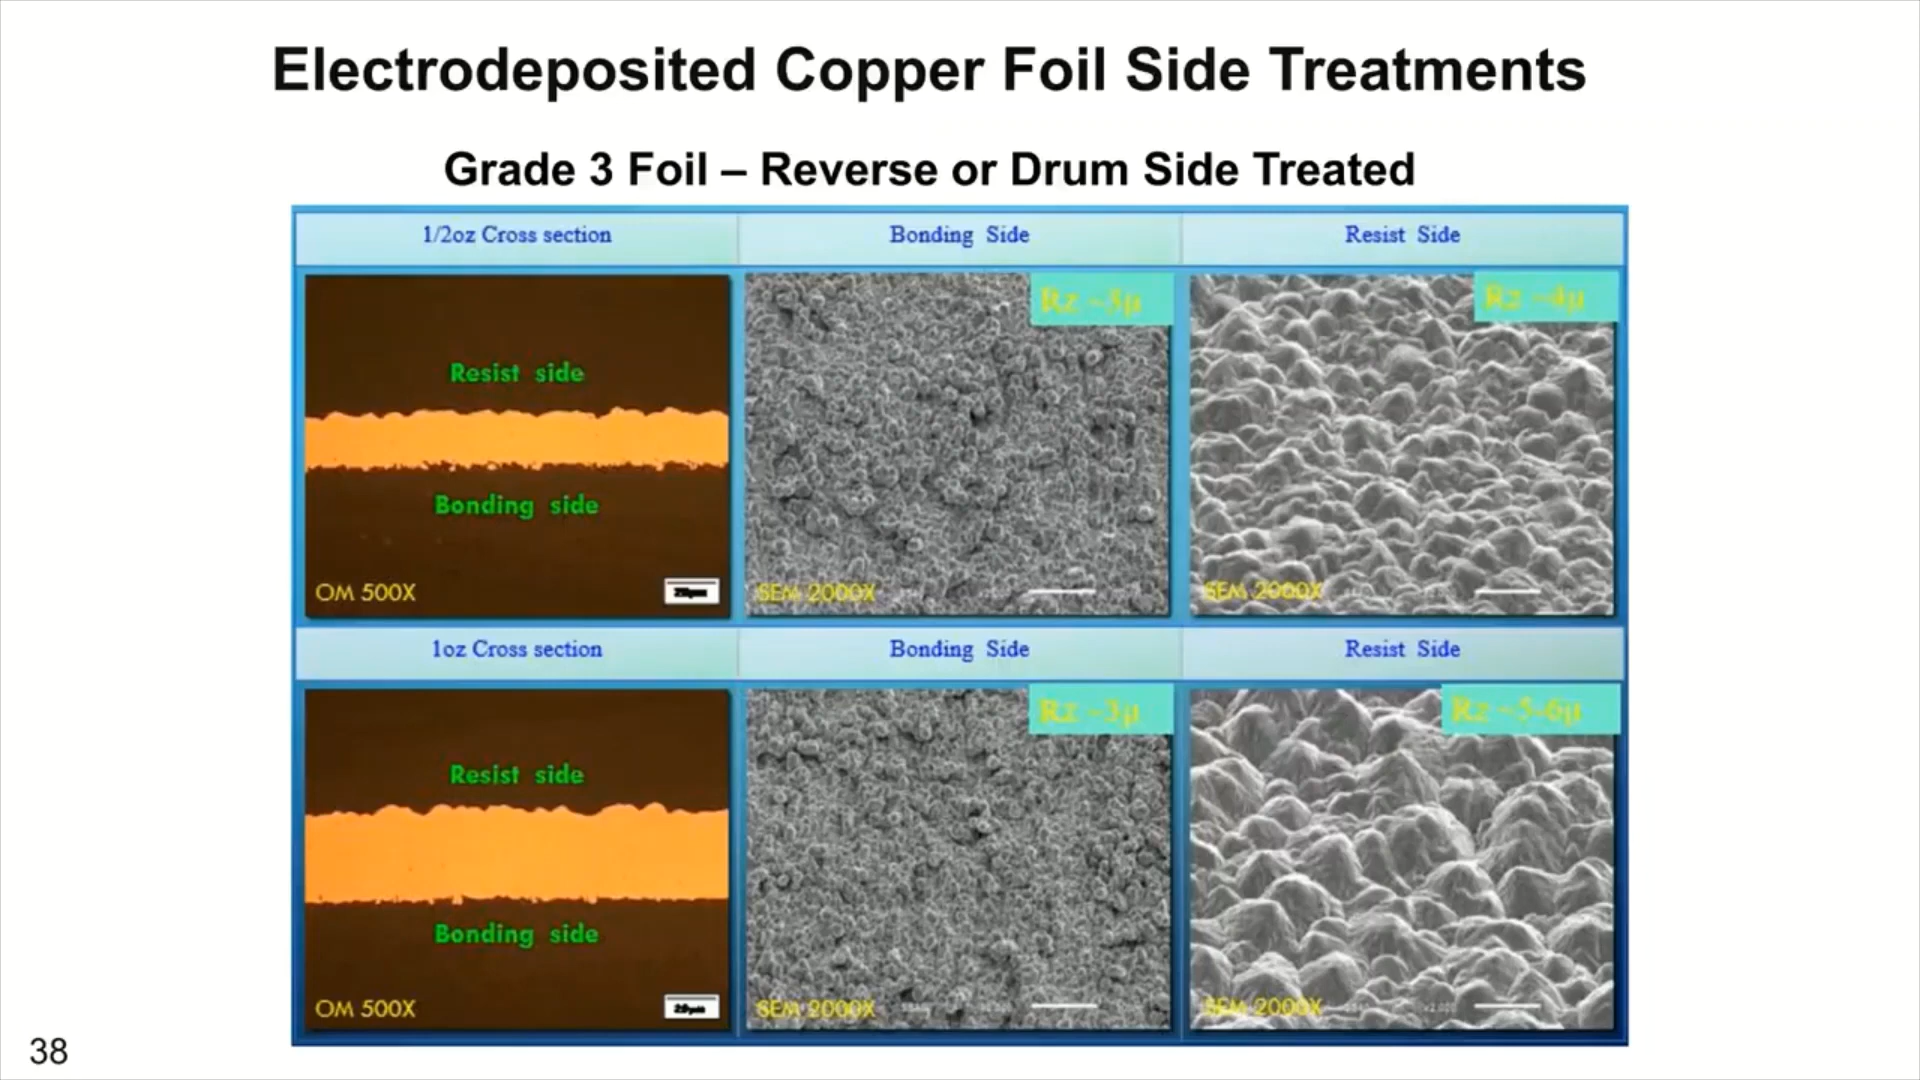 Electrodeposited Copper Foil Side Treatments
Grade 3 Foil – Reverse or Drum Side Treated
1/2oz Cross section
Bonding Side
Resist Side
Resist side
Bonding side
OM 500X
20µm
Rz ~3µ
SEM 2000X
Rz ~4µ
SEM 2000X
1oz Cross section
Bonding Side
Resist Side
Resist side
Bonding side
OM 500X
20µm
Rz ~3µ
SEM 2000X
Rz ~5-6µ
SEM 2000X
38